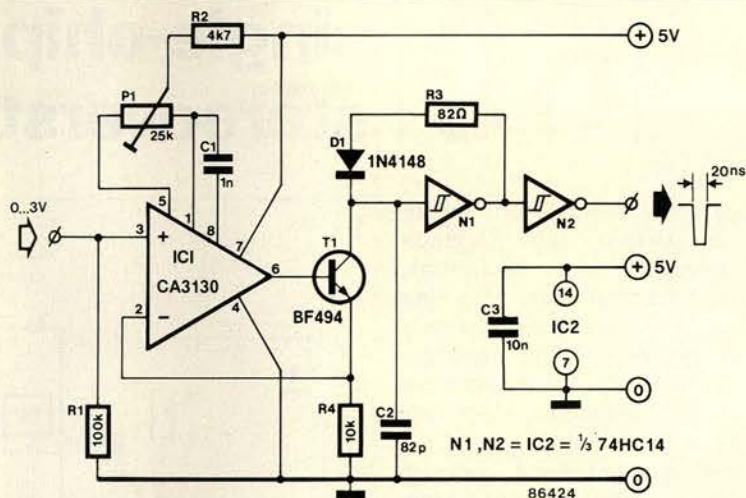 R2
4k7
5V
P1
25k
C1
1n
R3
82Ω
D1
1N4148
20ns
0...3V
5
1
8
7
3
+
IC1
CA3130
6
2
−
4
T1
BF494
N1
N2
5V
14
C3
10n
IC2
7
0
R1
100k
R4
10k
C2
82p
N1, N2 = IC2 = ⅓ 74HC14
0
86424